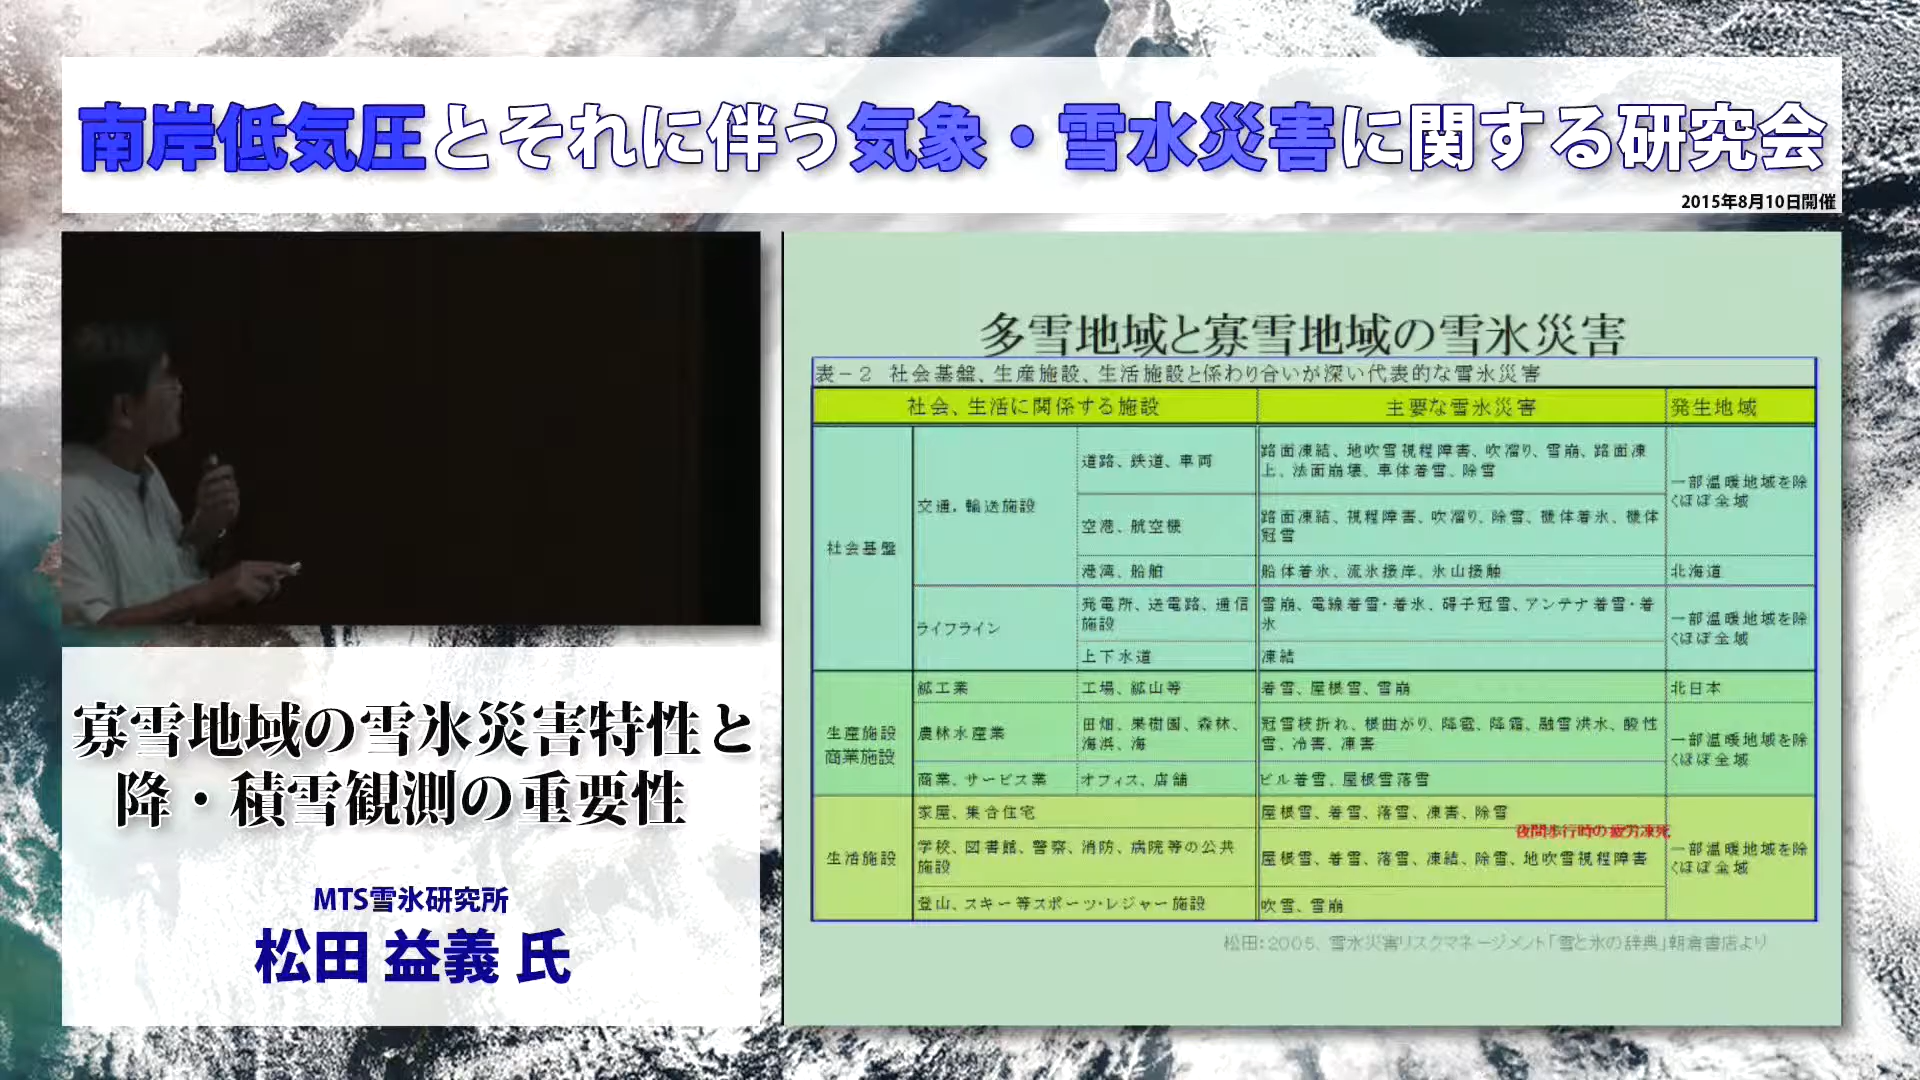 南岸低気圧とそれに伴う気象・雪氷災害に関する研究会
2015年8月10日開催
寡雪地域の雪氷災害特性と
降・積雪観測の重要性
MTS雪氷研究所
松田 益義 氏
多雪地域と寡雪地域の雪氷災害
表−2 社会基盤、生産施設、生活施設と係わり合いが深い代表的な雪氷災害
社会、生活に関係する施設 主要な雪氷災害 発生地域
社会基盤
交通，輸送施設
道路、鉄道、車両
路面凍結、地吹雪視程障害、吹溜り、雪崩、路面凍
上、法面崩壊、車体着雪、除雪
一部温暖地域を除
くほぼ全域
空港、航空機
路面凍結、視程障害、吹溜り、除雪、機体着氷、機体
冠雪
港湾、船舶
船体着氷、流氷接岸、氷山接触
北海道
ライフライン
発電所、送電路、通信
施設
雪崩、電線着雪・着氷、碍子冠雪、アンテナ着雪・着
氷
一部温暖地域を除
くほぼ全域
上下水道
凍結
生産施設
商業施設
鉱工業
工場、鉱山等
着雪、屋根雪、雪崩
北日本
農林水産業
田畑、果樹園、森林、
海浜、海
冠雪枝折れ、根曲がり、降雹、降霜、融雪洪水、酸性
雪、冷害、凍害
一部温暖地域を除
くほぼ全域
商業、サービス業
オフィス、店舗
ビル着雪、屋根雪落雪
生活施設
家屋、集合住宅
屋根雪、着雪、落雪、凍害、除雪
夜間歩行時の疲労凍死
学校、図書館、警察、消防、病院等の公共
施設
屋根雪、着雪、落雪、凍結、除雪、地吹雪視程障害
一部温暖地域を除
くほぼ全域
登山、スキー等スポーツ・レジャー施設
吹雪、雪崩
松田：2005、雪氷災害リスクマネージメント「雪と氷の辞典」朝倉書店より